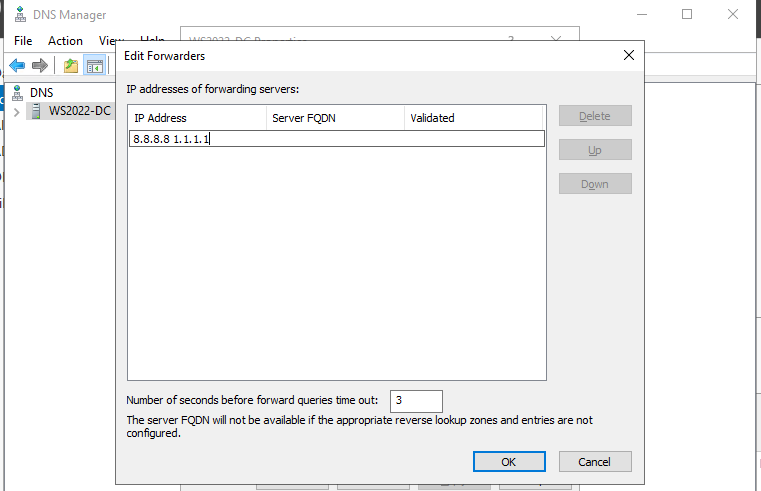 DNS Manager
File Action View Help
WS2022-DC Properties ?
Edit Forwarders
IP addresses of forwarding servers:
IP Address Server FQDN Validated
8.8.8.8 1.1.1.1
Delete
Up
Down
DNS
WS2022-DC
Number of seconds before forward queries time out: 3
The server FQDN will not be available if the appropriate reverse lookup zones and entries are not
configured.
OK Cancel